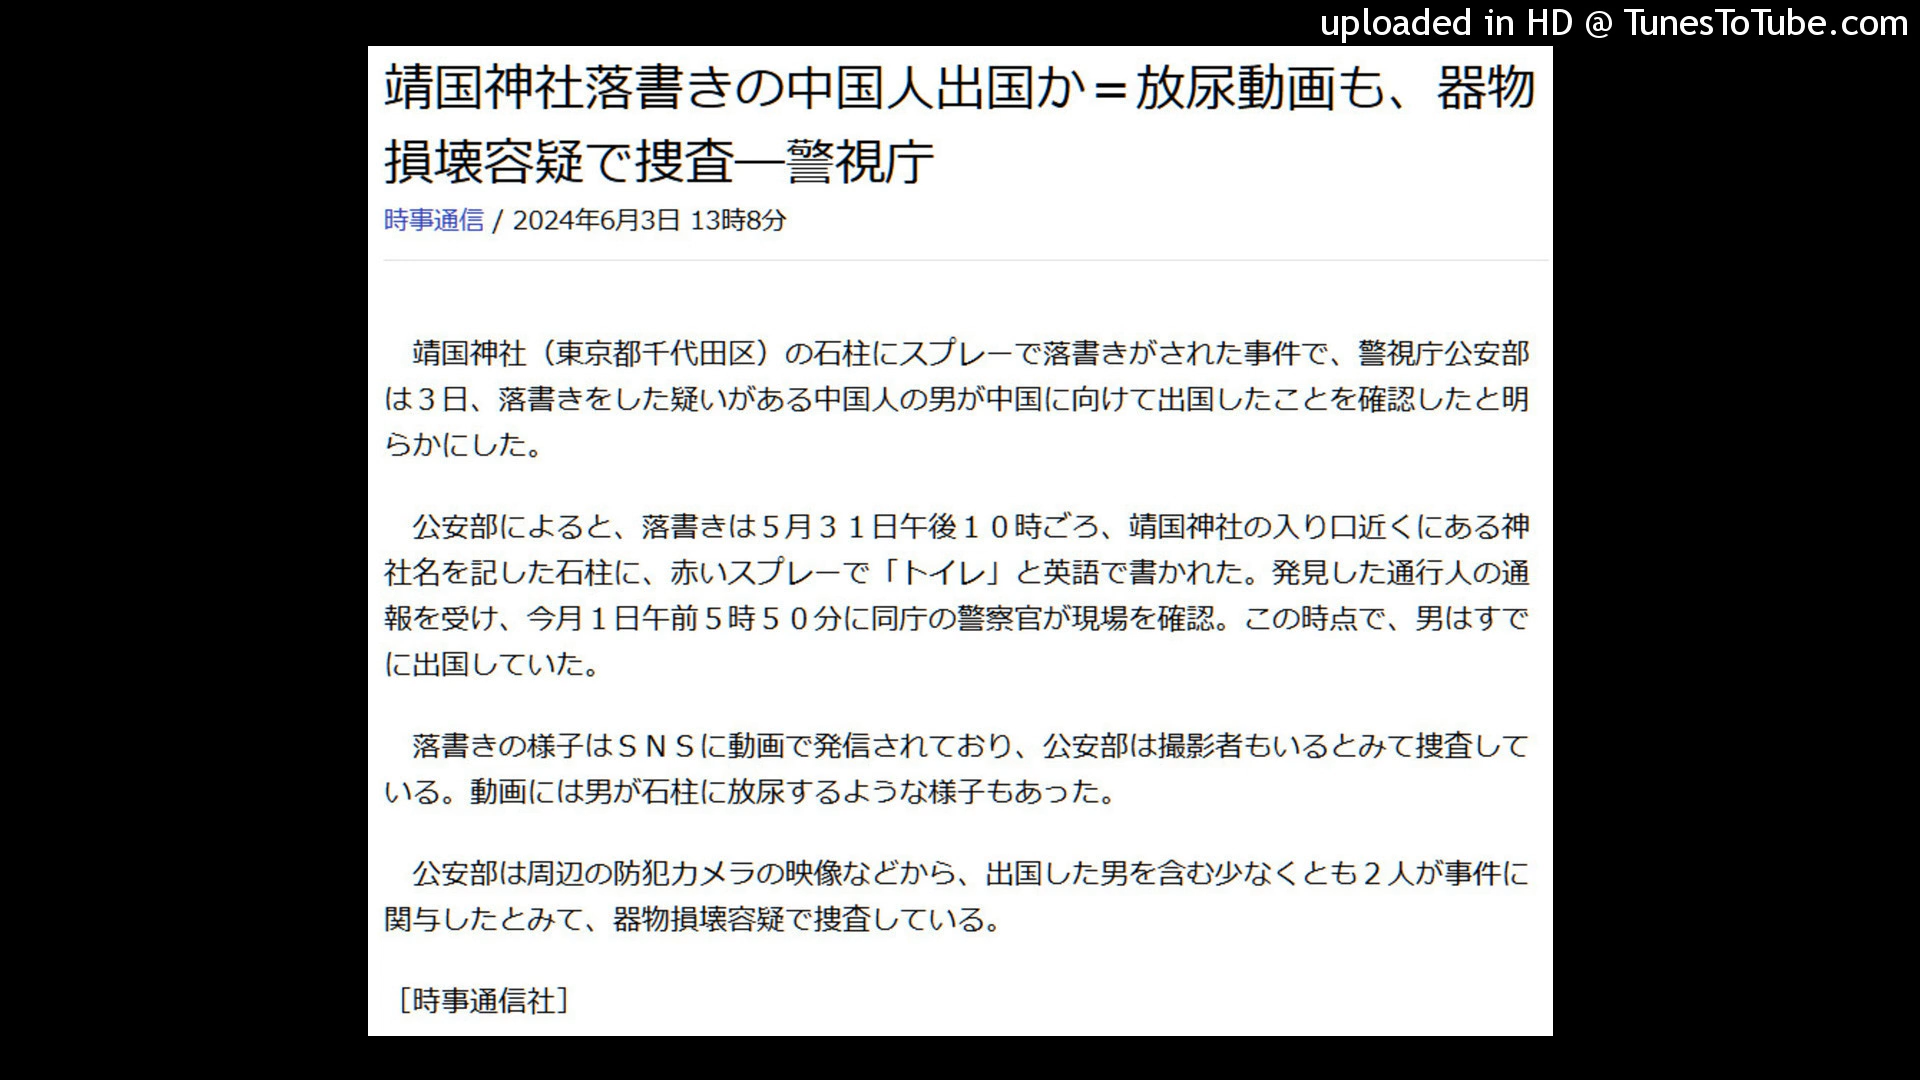 uploaded in HD @ TunesToTube.com
靖国神社落書きの中国人出国か＝放尿動画も、器物
損壊容疑で捜査―警視庁
時事通信 / 2024年6月3日 13時8分
靖国神社（東京都千代田区）の石柱にスプレーで落書きがされた事件で、警視庁公安部
は３日、落書きをした疑いがある中国人の男が中国に向けて出国したことを確認したと明
らかにした。
公安部によると、落書きは５月３１日午後１０時ごろ、靖国神社の入り口近くにある神
社名を記した石柱に、赤いスプレーで「トイレ」と英語で書かれた。発見した通行人の通
報を受け、今月１日午前５時５０分に同庁の警察官が現場を確認。この時点で、男はすで
に出国していた。
落書きの様子はＳＮＳに動画で発信されており、公安部は撮影者もいるとみて捜査して
いる。動画には男が石柱に放尿するような様子もあった。
公安部は周辺の防犯カメラの映像などから、出国した男を含む少なくとも２人が事件に
関与したとみて、器物損壊容疑で捜査している。
［時事通信社］